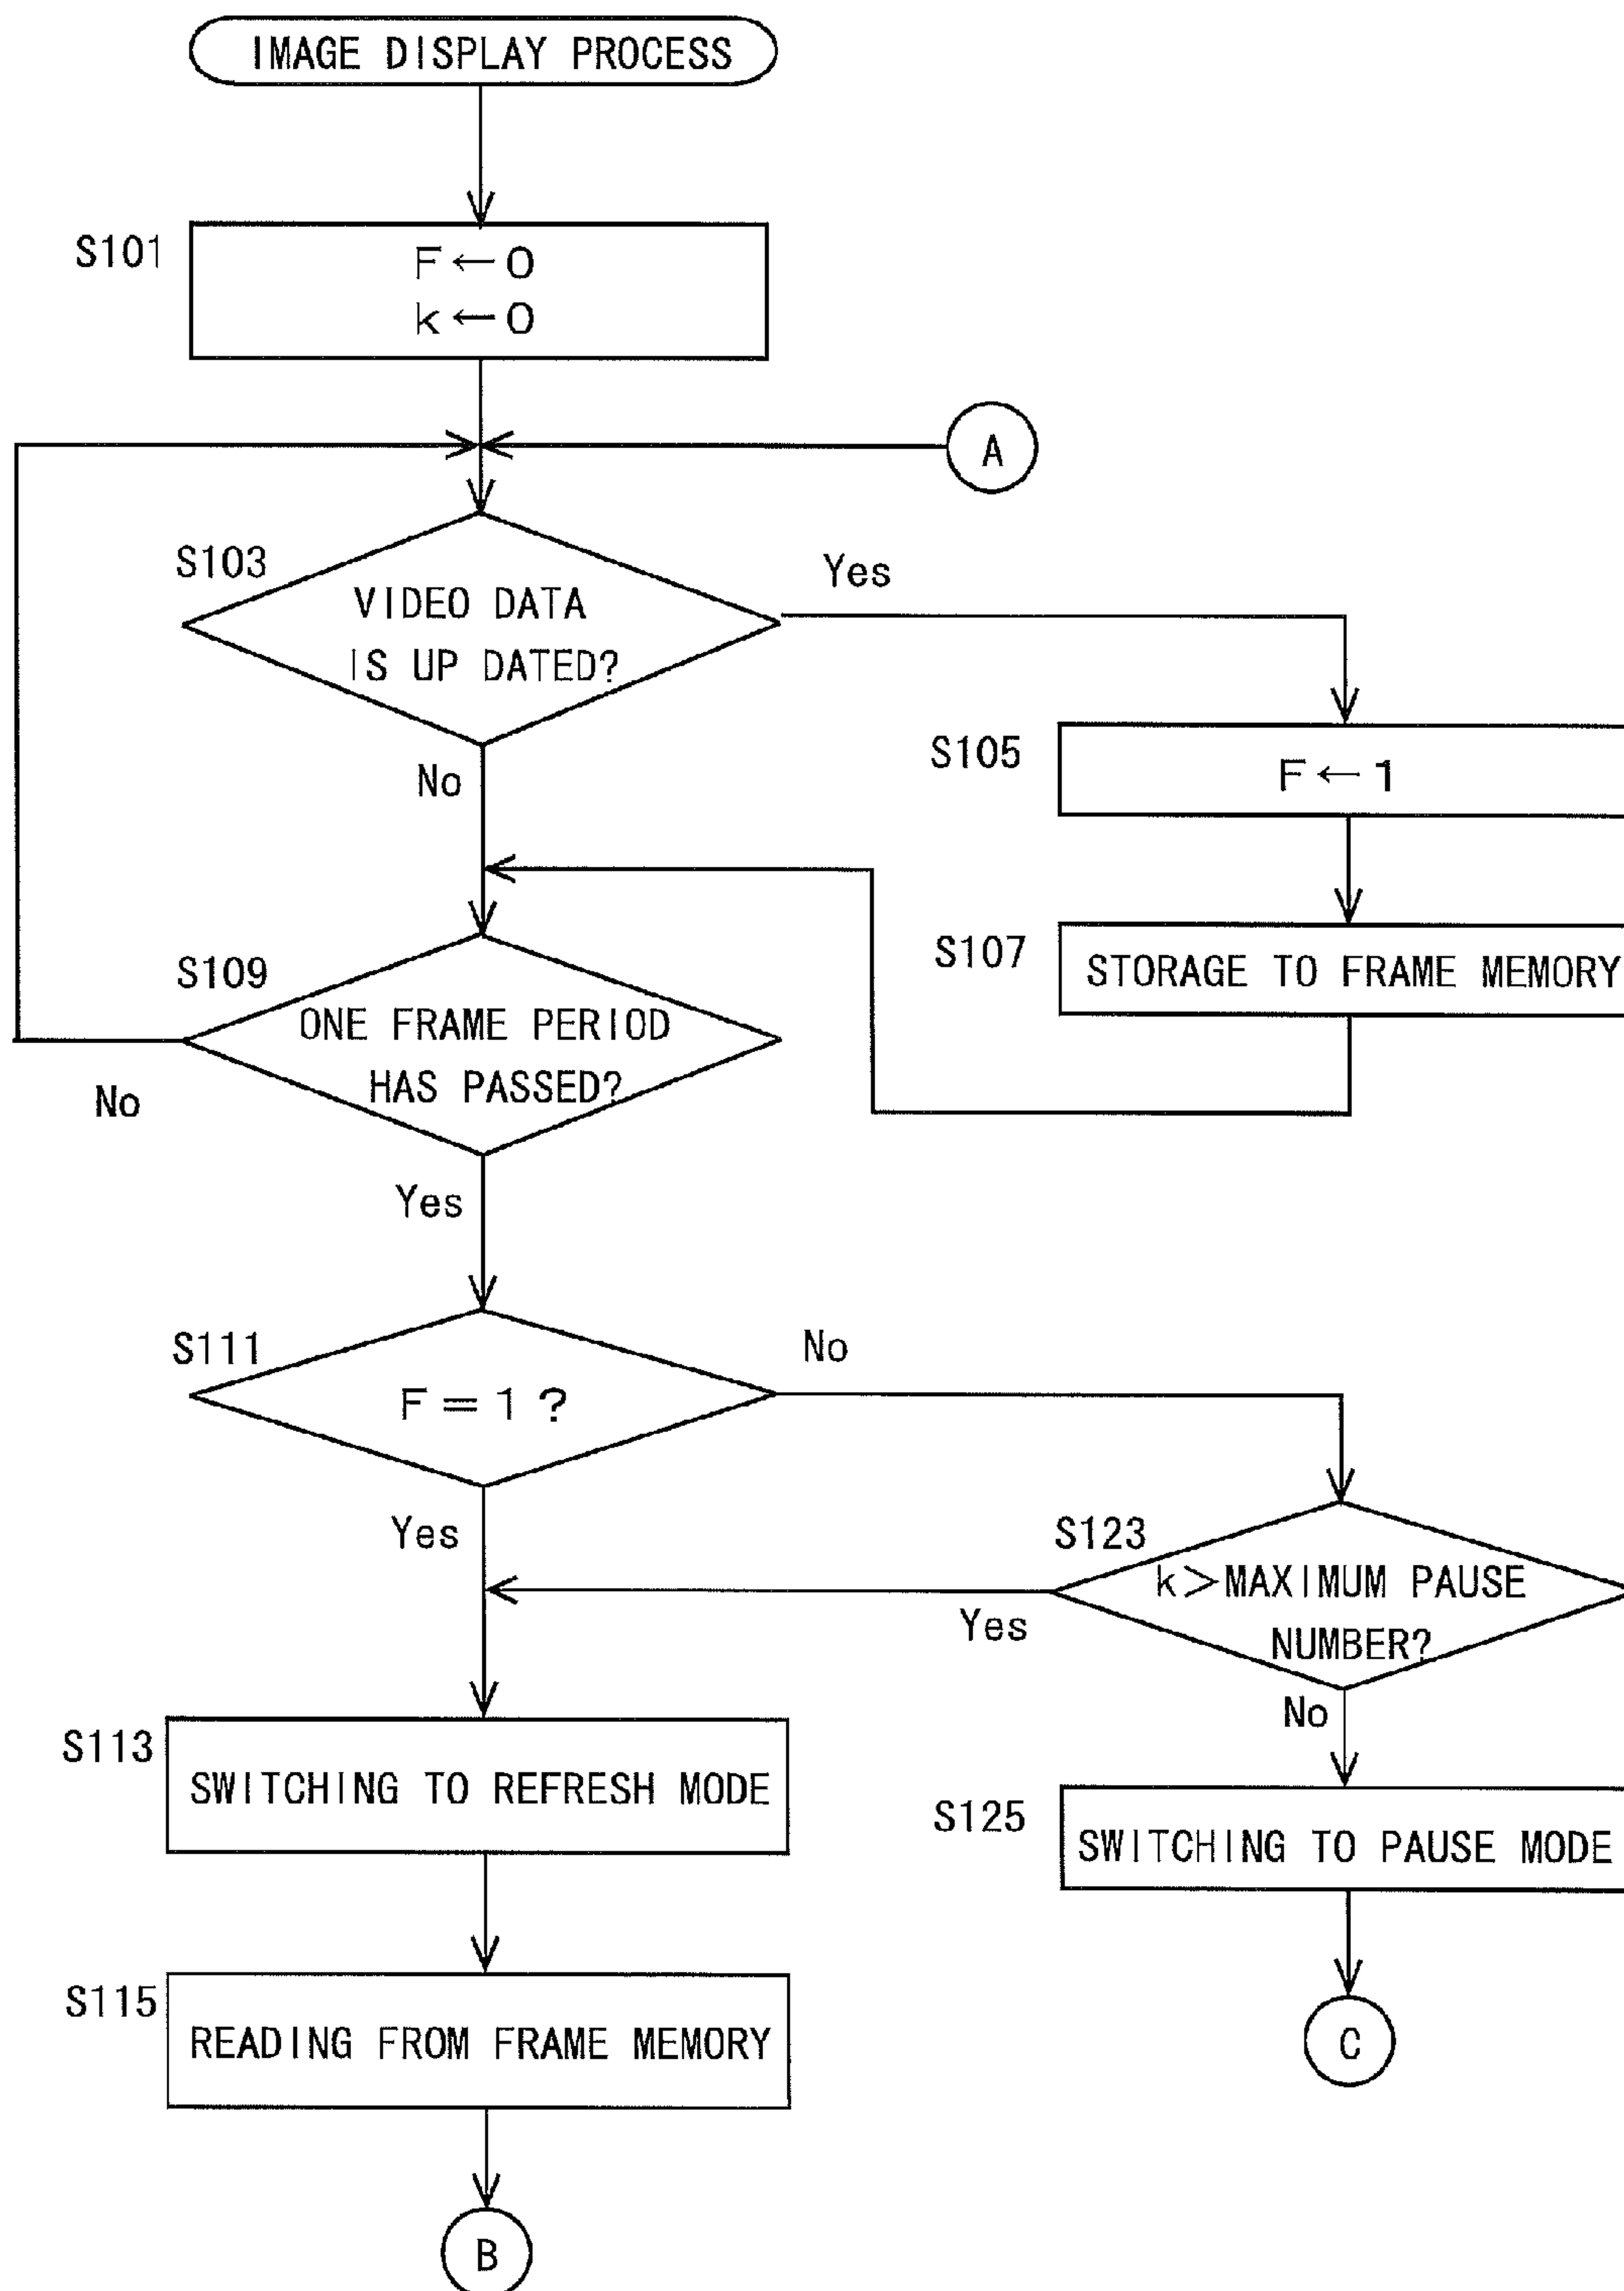 IMAGE DISPLAY PROCESS
S101
F←0
k←0
A
S103
VIDEO DATA
IS UP DATED?
Yes
No
S105
F←1
S107
STORAGE TO FRAME MEMORY
S109
ONE FRAME PERIOD
HAS PASSED?
No
Yes
S111
F=1?
No
Yes
S123
k>MAXIMUM PAUSE
NUMBER?
Yes
No
S113
SWITCHING TO REFRESH MODE
S125
SWITCHING TO PAUSE MODE
S115
READING FROM FRAME MEMORY
C
B